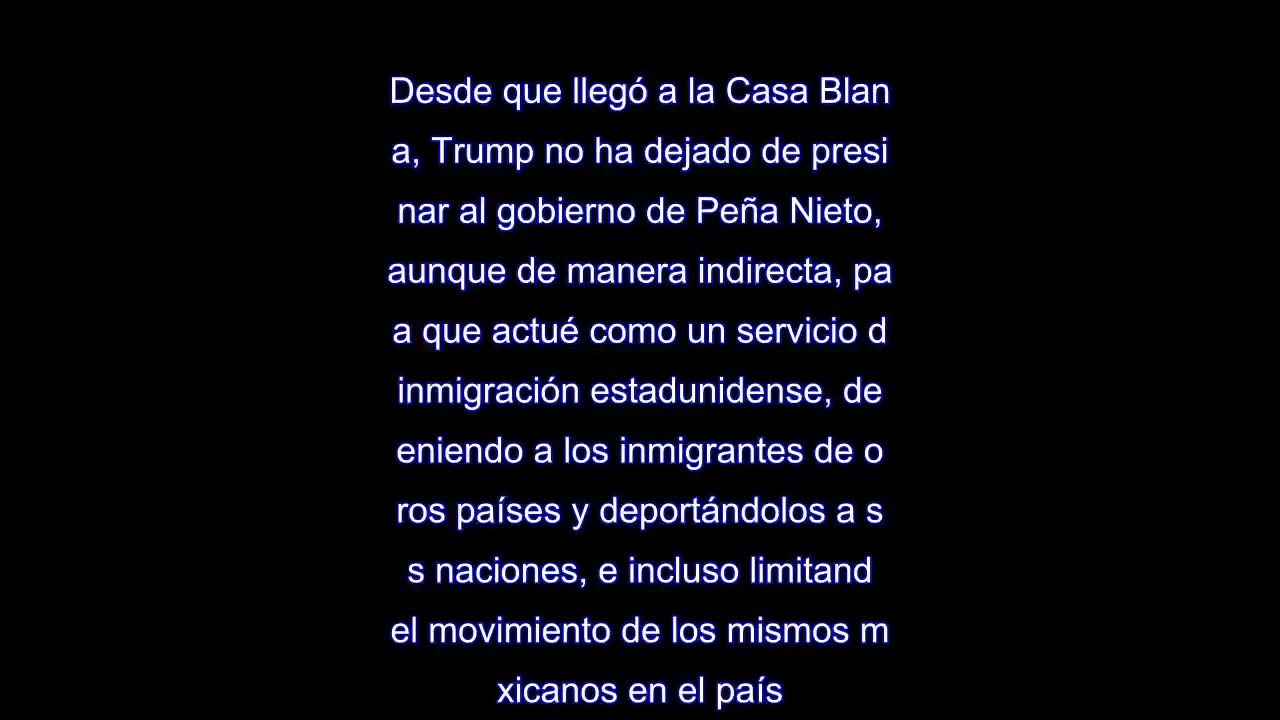 Desde que llegó a la Casa Blan
a, Trump no ha dejado de presi
nar al gobierno de Peña Nieto,
aunque de manera indirecta, pa
a que actué como un servicio d
inmigración estadunidense, de
eniendo a los inmigrantes de o
ros países y deportándolos a s
s naciones, e incluso limitand
el movimiento de los mismos m
xicanos en el país